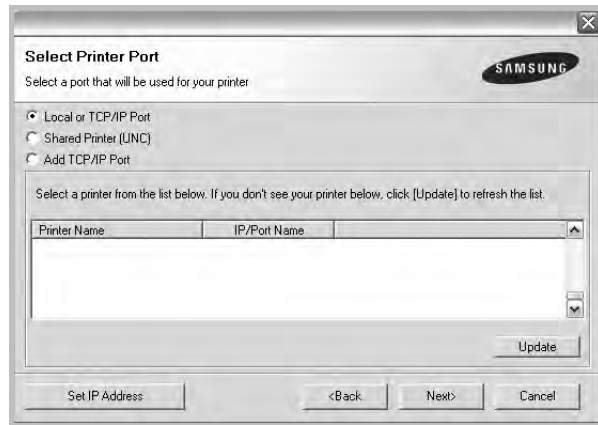 Select Printer Port
Select a port that will be used for your printer
SAMSUNG
Local or TCP/IP Port
Shared Printer (UNC)
Add TCP/IP Port
Select a printer from the list below. If you don't see your printer below, click [Update] to refresh the list.
Printer Name IP/Port Name
Update
Set IP Address <Back Next> Cancel